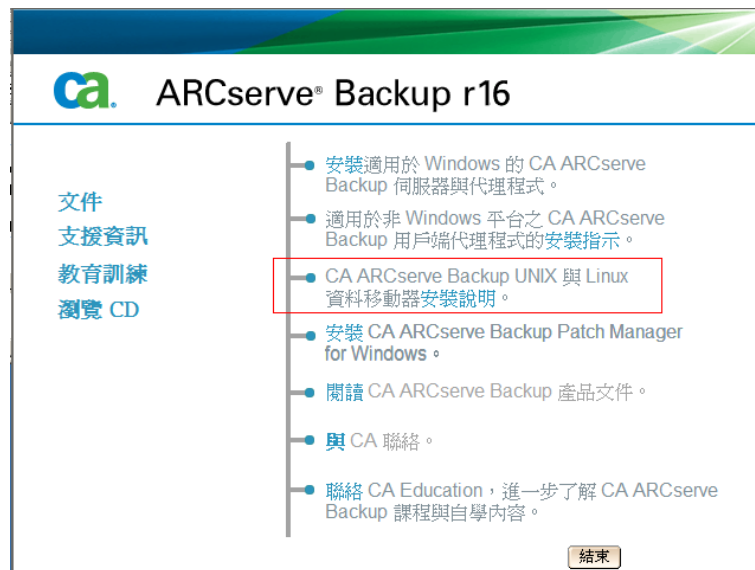 ca.
ARCserve® Backup r16
文件
支援資訊
教育訓練
瀏覽 CD
安裝適用於 Windows 的 CA ARCserve
Backup 伺服器與代理程式。
適用於非 Windows 平台之 CA ARCserve
Backup 用戶端代理程式的安裝指示。
CA ARCserve Backup UNIX 與 Linux
資料移動器安裝說明。
安裝 CA ARCserve Backup Patch Manager
for Windows。
閱讀 CA ARCserve Backup 產品文件。
與 CA 聯絡。
聯絡 CA Education，進一步了解 CA ARCserve
Backup 課程與自學內容。
結束